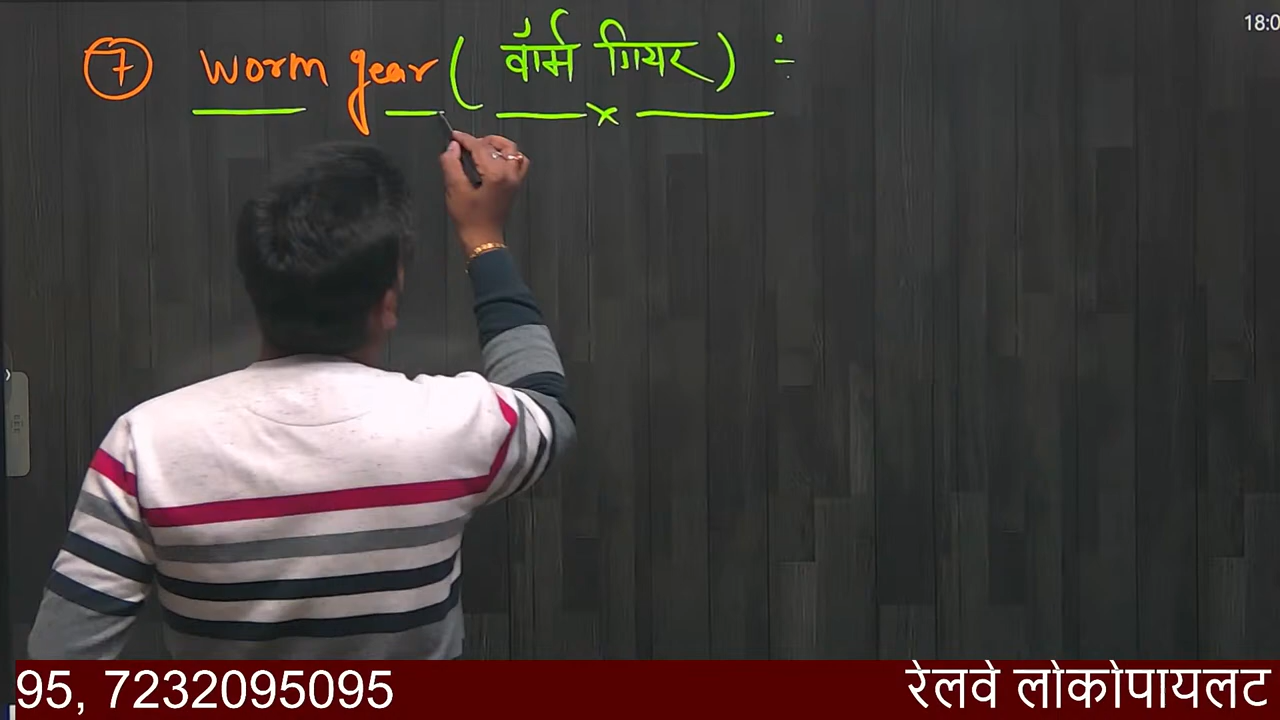 18:0
7 worm gear ( वॉर्म गियर ) ÷
95, 7232095095 रेलवे लोकोपायलट